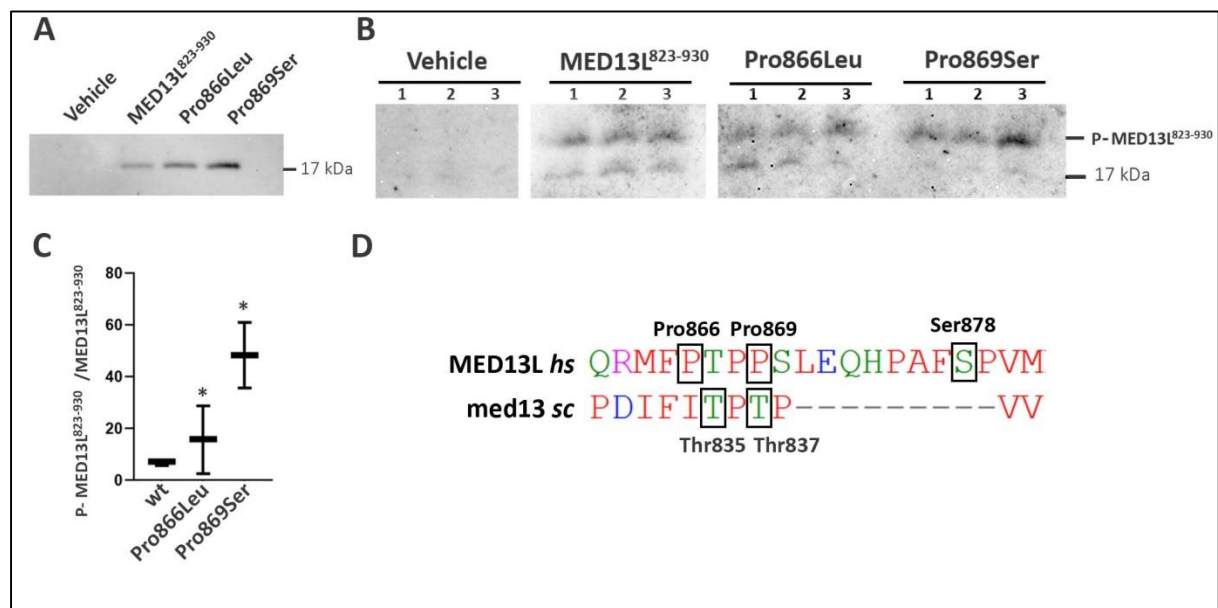 A
Vehicle
MED13L823-930
Pro866Leu
Pro869Ser
17 kDa
B
Vehicle MED13L823-930 Pro866Leu Pro869Ser
1 2 3 1 2 3 1 2 3 1 2 3
P- MED13L823-930
17 kDa
C
P- MED13L823-930 /MED13L823-930
80
60
40
20
0
*
*
wt
Pro866Leu
Pro869Ser
D
Pro866 Pro869 Ser878
MED13L hs QRMFPTPPSLEQHPAFSPVM
med13 sc PDIFITPTP-----------VV
Thr835 Thr837